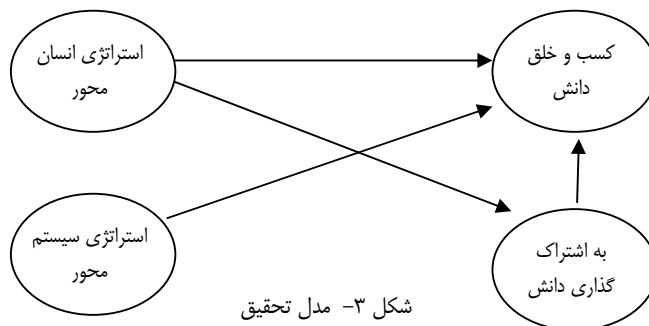 استراتژی انسان
محور
کسب و خلق
دانش
استراتژی سیستم
محور
به اشتراک
گذاری دانش
شکل ۳- مدل تحقیق